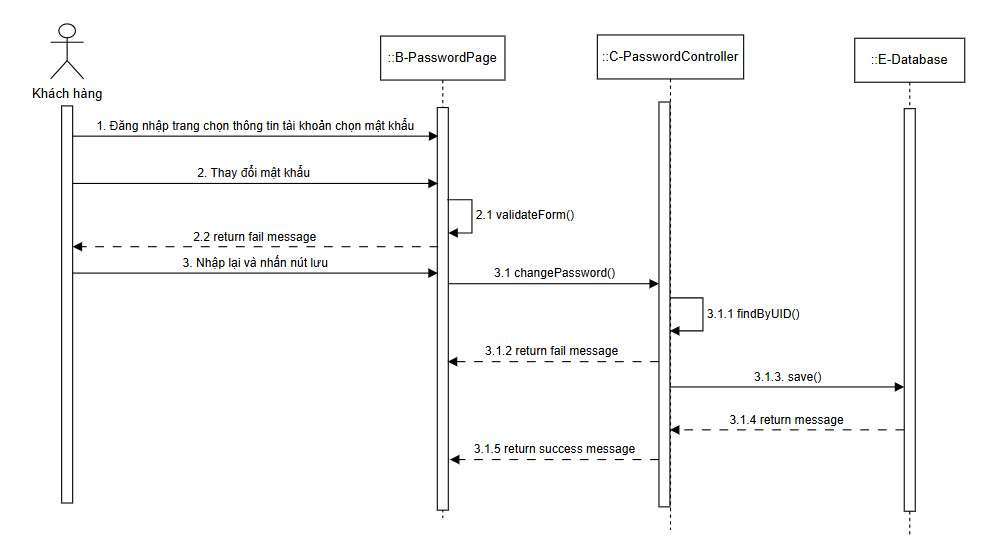 ::B-PasswordPage
::C-PasswordController
::E-Database
Khách hàng
1. Đăng nhập trang chọn thông tin tài khoản chọn mật khẩu
2. Thay đổi mật khẩu
2.1 validateForm()
2.2 return fail message
3. Nhập lại và nhấn nút lưu
3.1 changePassword()
3.1.1 findByUID()
3.1.2 return fail message
3.1.3. save()
3.1.4 return message
3.1.5 return success message